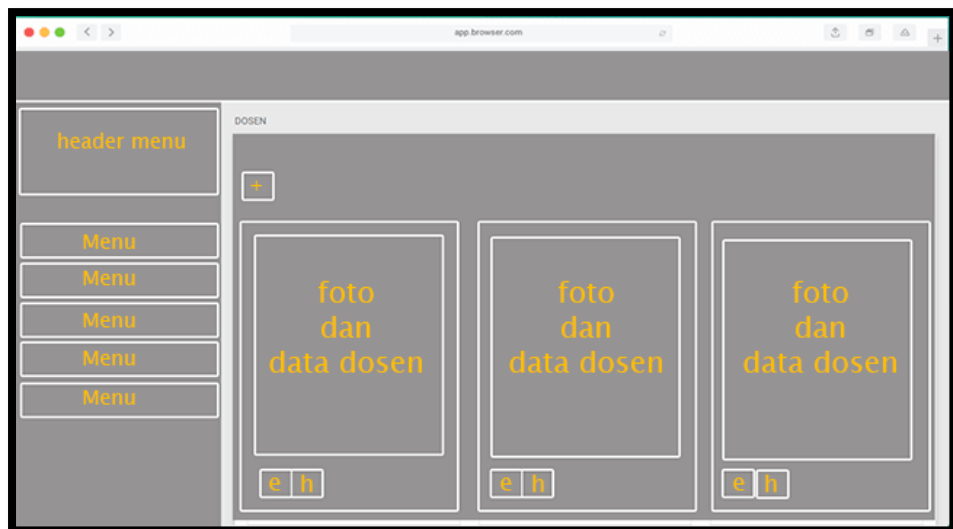 app.browser.com
DOSEN
header menu
Menu
Menu
Menu
Menu
Menu
+
foto
dan
data dosen
e h
foto
dan
data dosen
e h
foto
dan
data dosen
e h